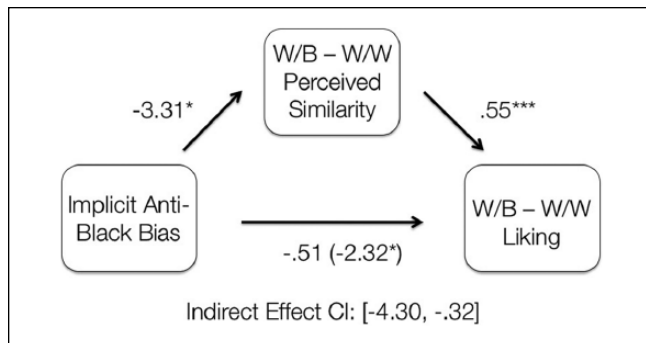 W/B – W/W
Perceived
Similarity
-3.31*
.55***
Implicit Anti-
Black Bias
W/B – W/W
Liking
-.51 (-2.32*)
Indirect Effect CI: [-4.30, -.32]